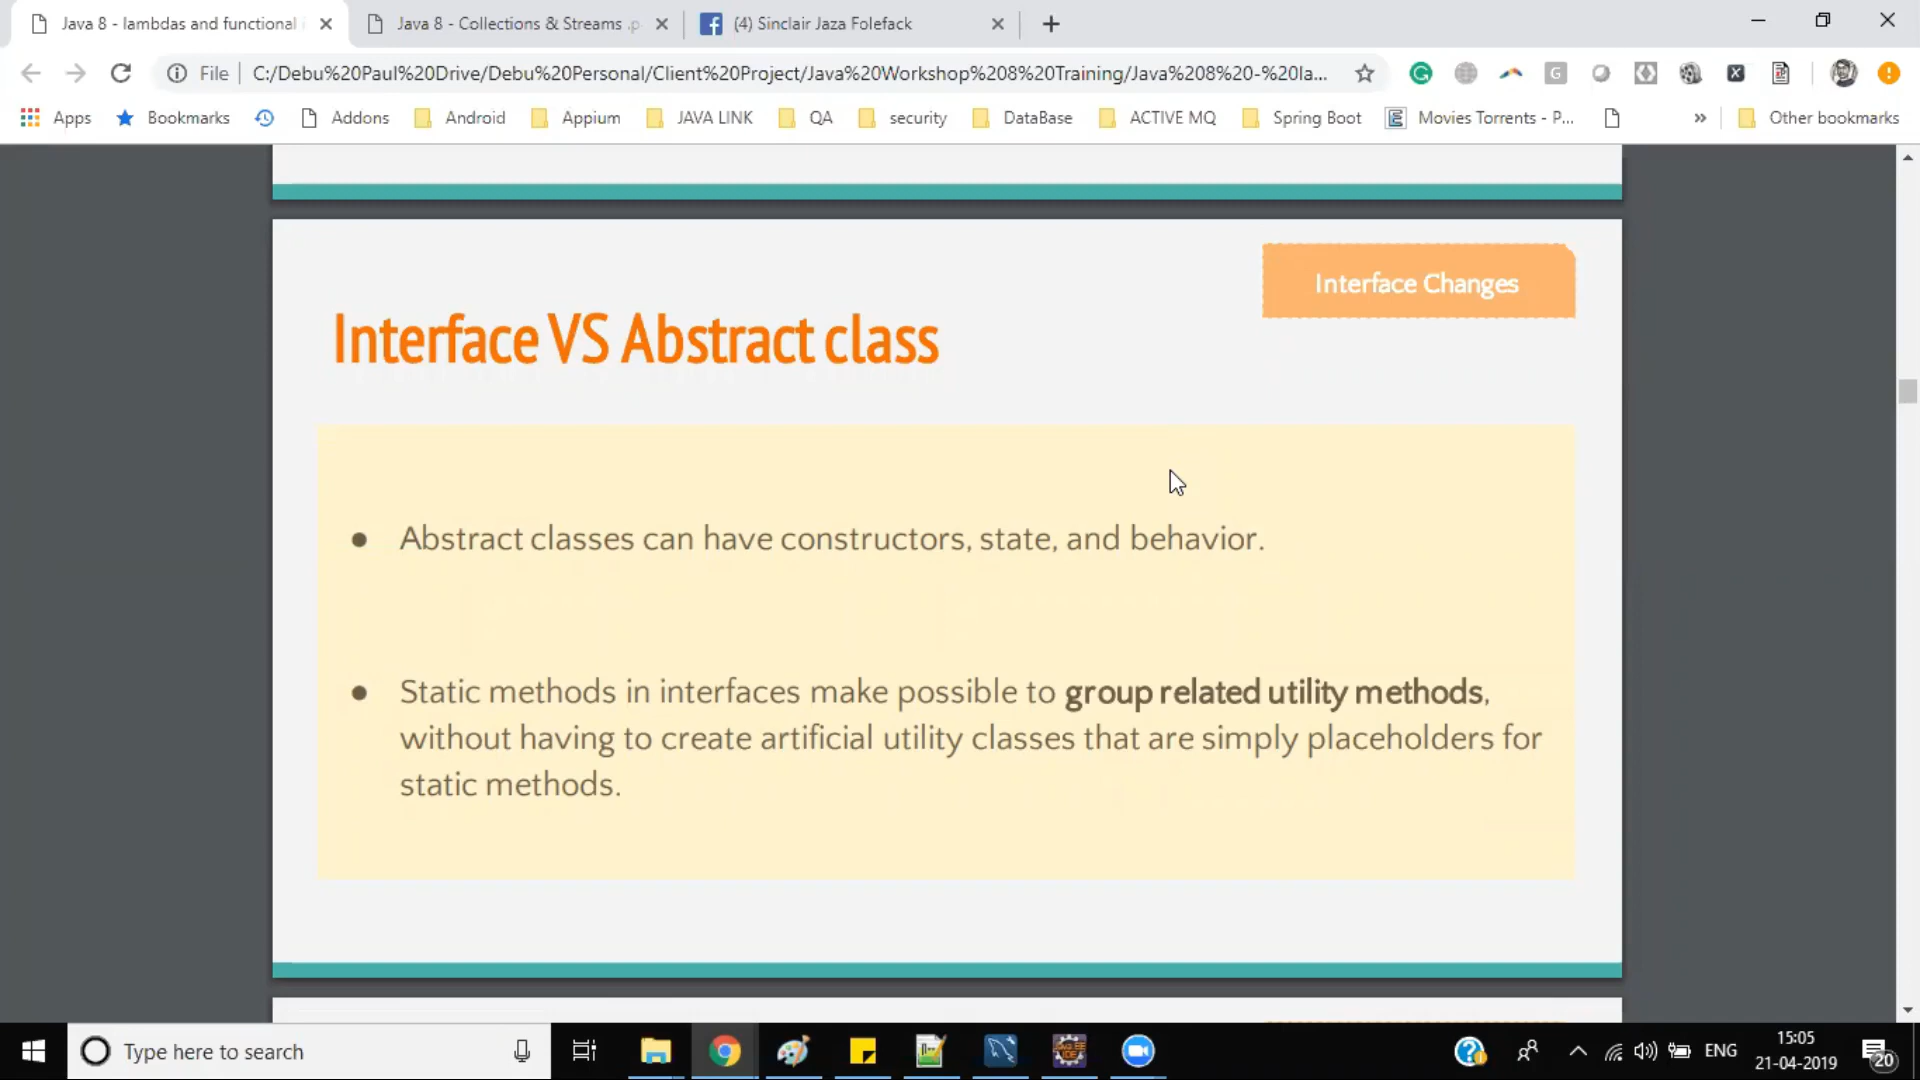 Java 8 - lambdas and functional i
Java 8 - Collections & Streams .p
(4) Sinclair Jaza Folefack
File
C:/Debu%20Paul%20Drive/Debu%20Personal/Client%20Project/Java%20Workshop%208%20Training/Java%208%20-%20la...
Apps
Bookmarks
Addons
Android
Appium
JAVA LINK
QA
security
DataBase
ACTIVE MQ
Spring Boot
Movies Torrents - P...
»
Other bookmarks
Interface Changes
Interface VS Abstract class
● Abstract classes can have constructors, state, and behavior.
● Static methods in interfaces make possible to group related utility methods,
without having to create artificial utility classes that are simply placeholders for
static methods.
Type here to search
ENG
15:05
21-04-2019
20